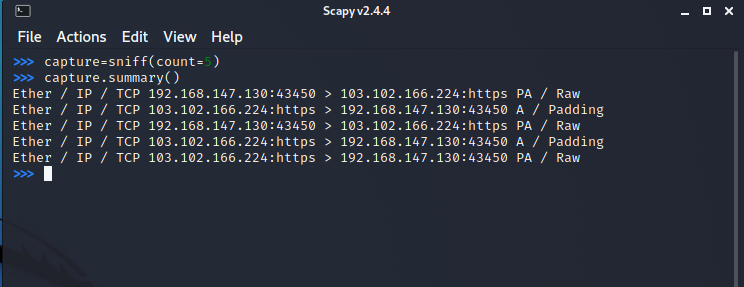 Scapy v2.4.4
File Actions Edit View Help
>>> capture=sniff(count=5)
>>> capture.summary()
Ether / IP / TCP 192.168.147.130:43450 > 103.102.166.224:https PA / Raw
Ether / IP / TCP 103.102.166.224:https > 192.168.147.130:43450 A / Padding
Ether / IP / TCP 192.168.147.130:43450 > 103.102.166.224:https PA / Raw
Ether / IP / TCP 103.102.166.224:https > 192.168.147.130:43450 A / Padding
Ether / IP / TCP 103.102.166.224:https > 192.168.147.130:43450 PA / Raw
>>>